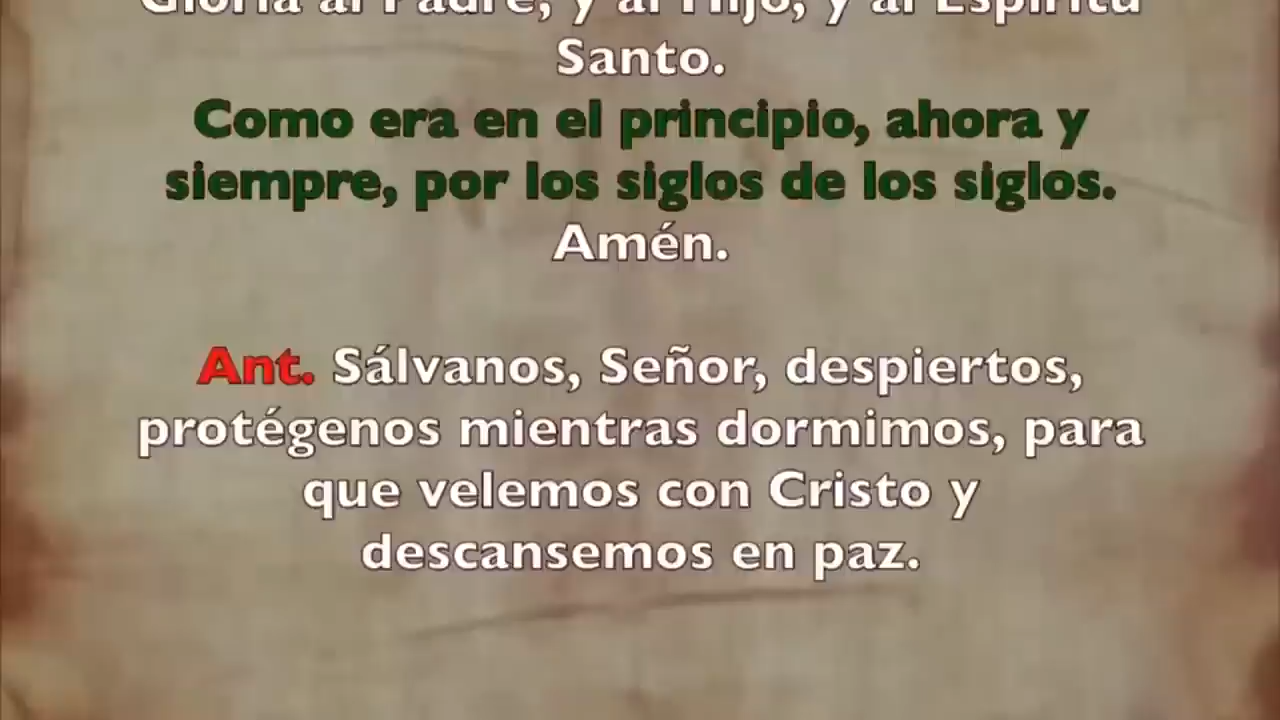 Gloria al Padre, y al Hijo, y al Espíritu
Santo.
Como era en el principio, ahora y
siempre, por los siglos de los siglos.
Amén.
Ant. Sálvanos, Señor, despiertos,
protégenos mientras dormimos, para
que velemos con Cristo y
descansemos en paz.